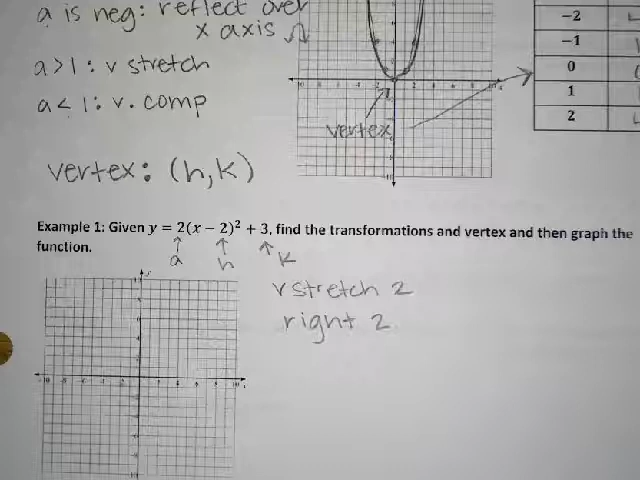 a is neg: reflect over
x axis
a>1: v stretch
a<1: v. comp
vertex
vertex: (h,k)
-2
-1
0
1
2
Example 1: Given y = 2(x − 2)² + 3, find the transformations and vertex and then graph the
function.
a h k
v stretch 2
right 2